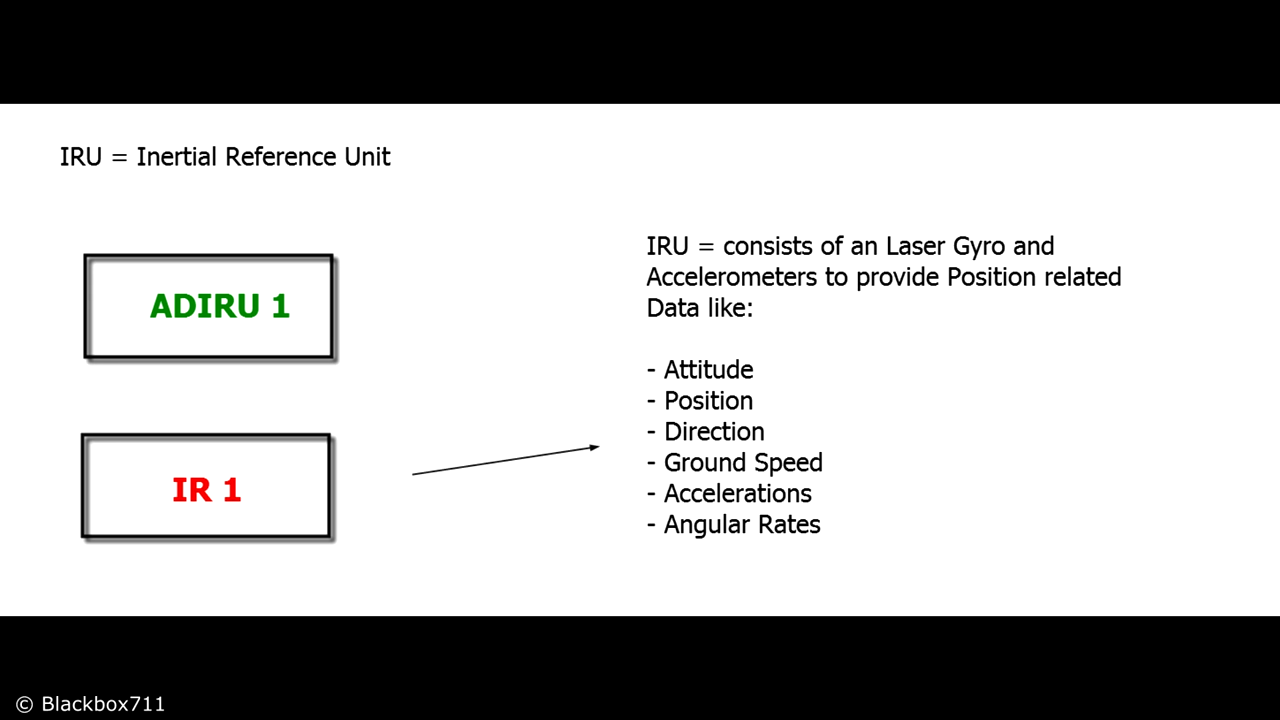 IRU = Inertial Reference Unit
ADIRU 1
IR 1
IRU = consists of an Laser Gyro and
Accelerometers to provide Position related
Data like:
- Attitude
- Position
- Direction
- Ground Speed
- Accelerations
- Angular Rates
© Blackbox711